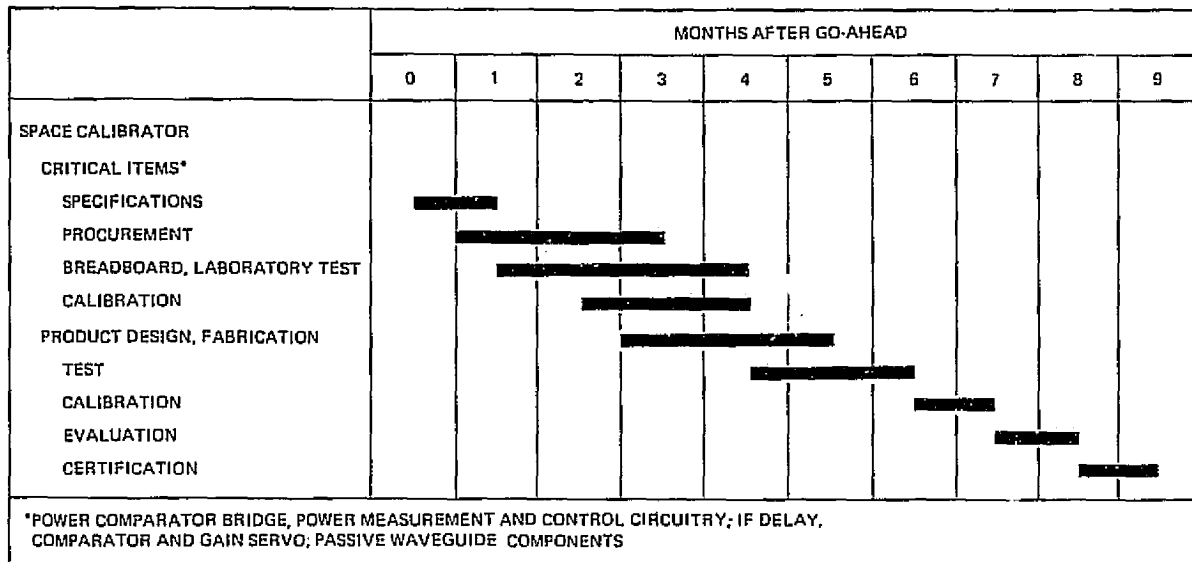 MONTHS AFTER GO-AHEAD
0 1 2 3 4 5 6 7 8 9
SPACE CALIBRATOR
CRITICAL ITEMS*
SPECIFICATIONS
PROCUREMENT
BREADBOARD, LABORATORY TEST
CALIBRATION
PRODUCT DESIGN, FABRICATION
TEST
CALIBRATION
EVALUATION
CERTIFICATION
*POWER COMPARATOR BRIDGE, POWER MEASUREMENT AND CONTROL CIRCUITRY; IF DELAY,
COMPARATOR AND GAIN SERVO; PASSIVE WAVEGUIDE COMPONENTS